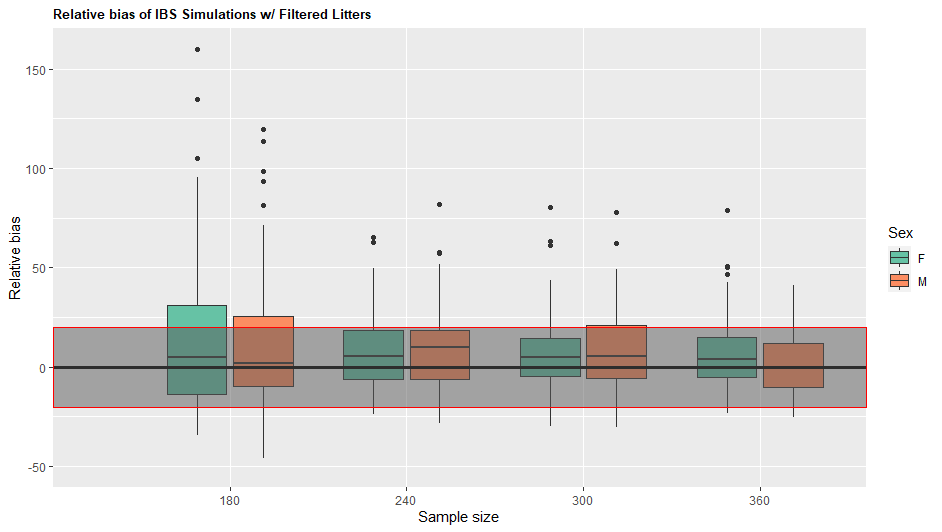 Relative bias of IBS Simulations w/ Filtered Litters
Relative bias
150
100
50
0
-50
180
240
300
360
Sample size
Sex
F
M